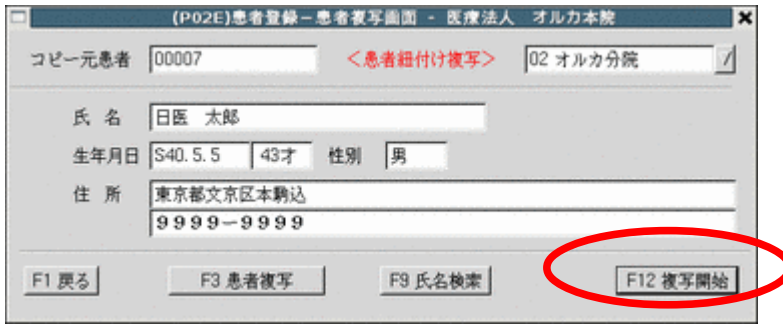 (P02E)患者登録－患者複写画面 - 医療法人　オルカ本院
コピー元患者 00007 ＜患者紐付け複写＞ 02 オルカ分院
氏 名 日医　太郎
生年月日 S40. 5. 5 43才 性別 男
住 所 東京都文京区本駒込
９９９９－９９９９
F1 戻る F3 患者複写 F9 氏名検索 F12 複写開始